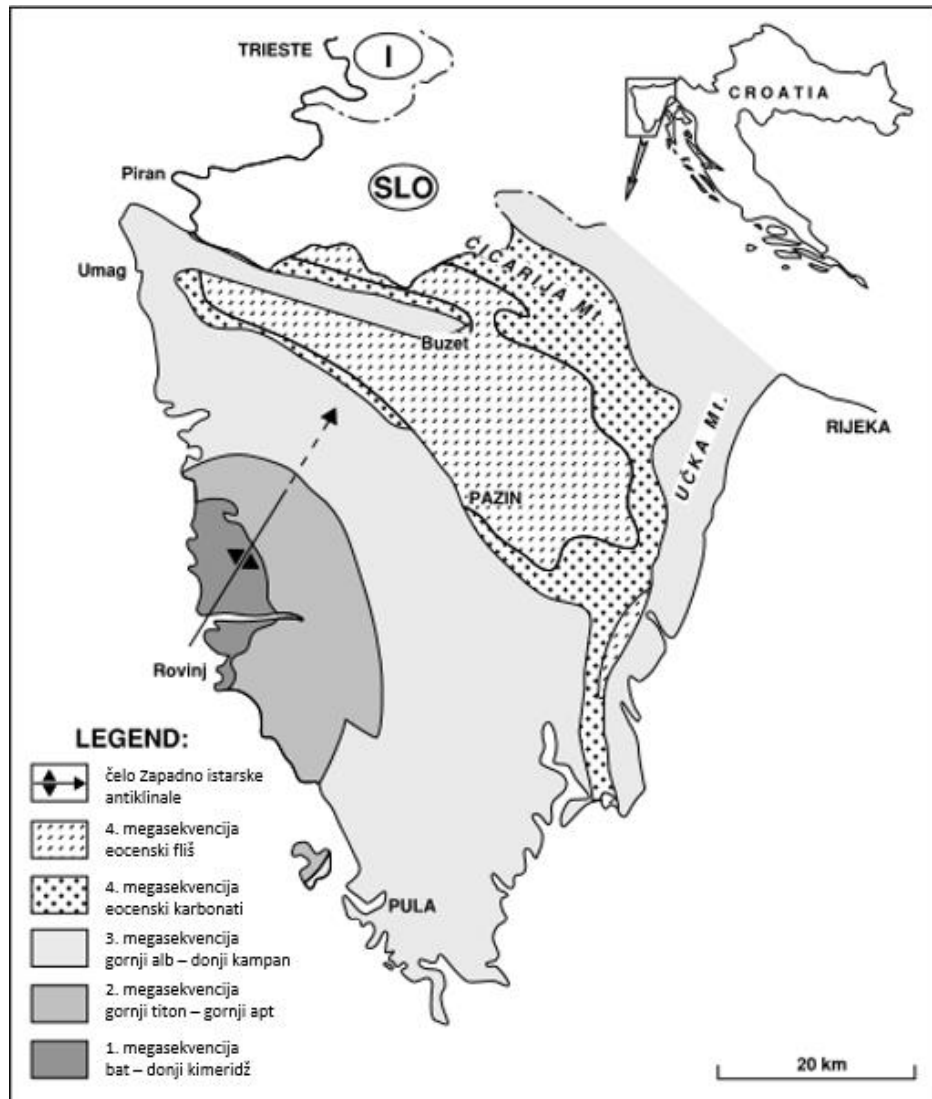 TRIESTE
I
CROATIA
Piran
SLO
ĆIĆARIJA Mt.
Umag
Buzet
RIJEKA
UČKA Mt.
PAZIN
Rovinj
PULA
LEGEND:
čelo Zapadno istarske
antiklinale
4. megasekvencija
eocenski fliš
4. megasekvencija
eocenski karbonati
3. megasekvencija
gornji alb – donji kampan
2. megasekvencija
gornji titon – gornji apt
1. megasekvencija
bat – donji kimeridž
20 km